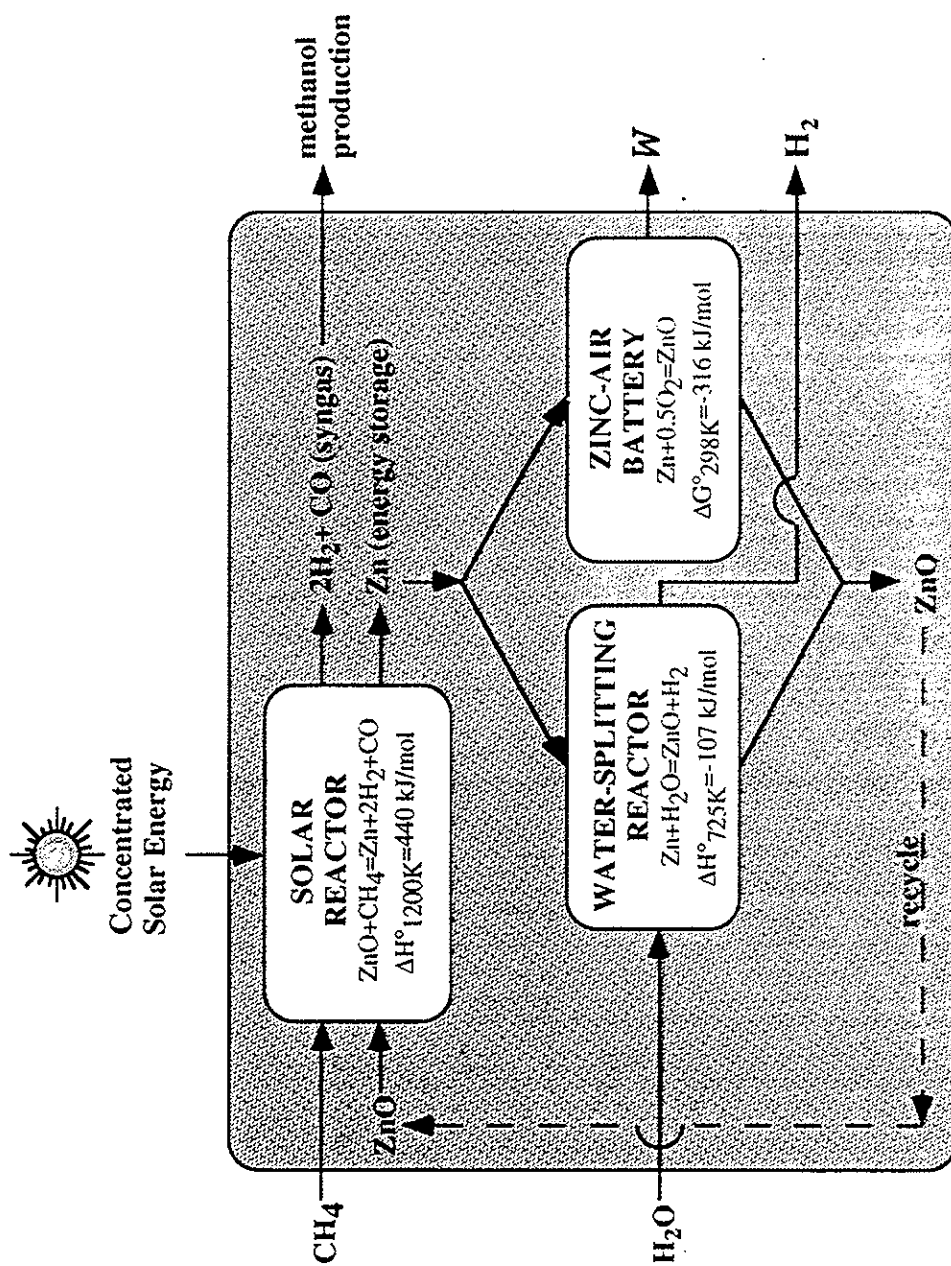 Concentrated
Solar Energy
CH4
ZnO
SOLAR
REACTOR
ZnO+CH4=Zn+2H2+CO
ΔH°1200K=440 kJ/mol
2H2+ CO (syngas)
Zn (energy storage)
methanol
production
H2O
WATER-SPLITTING
REACTOR
Zn+H2O=ZnO+H2
ΔH°725K=-107 kJ/mol
ZINC-AIR
BATTERY
Zn+0.5O2=ZnO
ΔG°298K=-316 kJ/mol
W
H2
ZnO
recycle